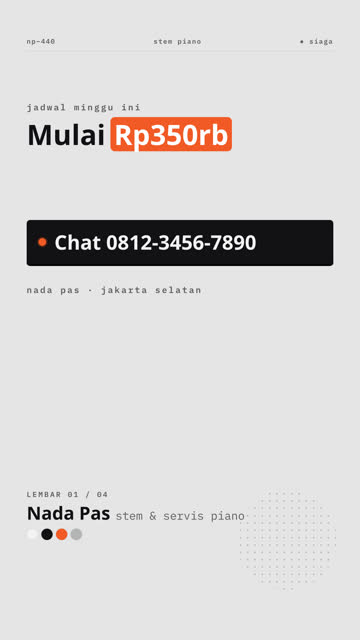 np-440 stem piano ● siaga
jadwal minggu ini
Mulai Rp350rb
Chat 0812-3456-7890
nada pas · jakarta selatan
LEMBAR 01 / 04
Nada Pas stem & servis piano